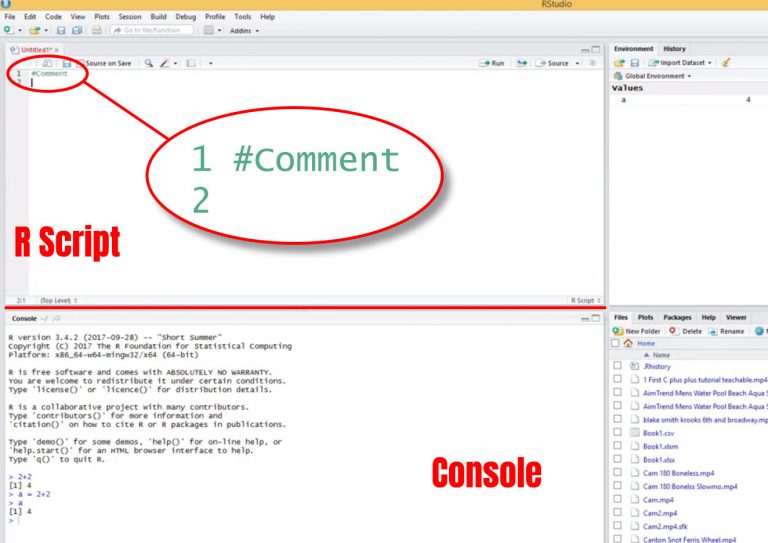 RStudio
File Edit Code View Plots Session Build Debug Profile Tools Help
Go to file/function
Addins
Untitled1*
Source on Save
Run
Source
1 #Comment
2
1 #Comment
2
R Script
2:1 (Top Level) R Script
Environment History
Import Dataset
Global Environment
Values
a 4
Console ~/
R version 3.4.2 (2017-09-28) -- "Short Summer"
Copyright (C) 2017 The R Foundation for Statistical Computing
Platform: x86_64-w64-mingw32/x64 (64-bit)
R is free software and comes with ABSOLUTELY NO WARRANTY.
You are welcome to redistribute it under certain conditions.
Type 'license()' or 'licence()' for distribution details.
R is a collaborative project with many contributors.
Type 'contributors()' for more information and
'citation()' on how to cite R or R packages in publications.
Type 'demo()' for some demos, 'help()' for on-line help, or
'help.start()' for an HTML browser interface to help.
Type 'q()' to quit R.
> 2+2
[1] 4
> a = 2+2
> a
[1] 4
>
Console
Files Plots Packages Help Viewer
New Folder Delete Rename
Home
Name
.Rhistory
1 First C plus plus tutorial teachable.mp4
AimTrend Mens Water Pool Beach Aqua S
AimTrend Mens Water Pool Beach Aqua S
blake smith krooks 6th and broadway.mp
Book1.csv
Book1.xlsm
Book1.xlsx
Cam 180 Boneless.mp4
Cam 180 Bonelss Slowmo.mp4
Cam.mp4
Cam2.mp4
Cam2.mp4.sfk
Canton Snot Ferris Wheel.mp4